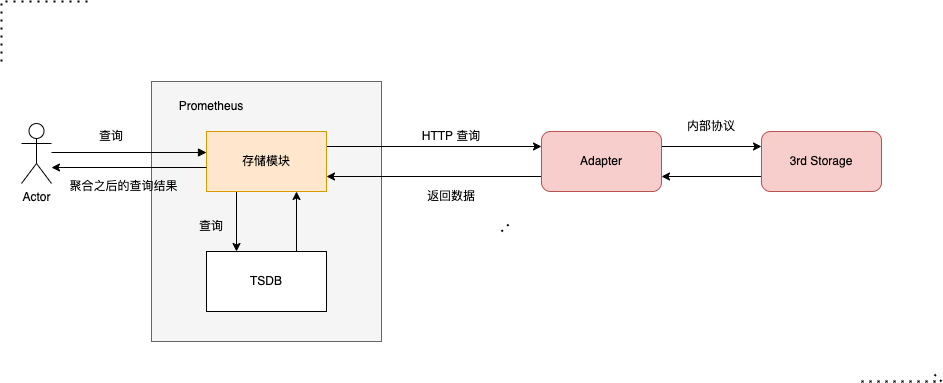 Prometheus
查询
HTTP 查询
内部协议
存储模块
Adapter
3rd Storage
聚合之后的查询结果
Actor
返回数据
查询
TSDB